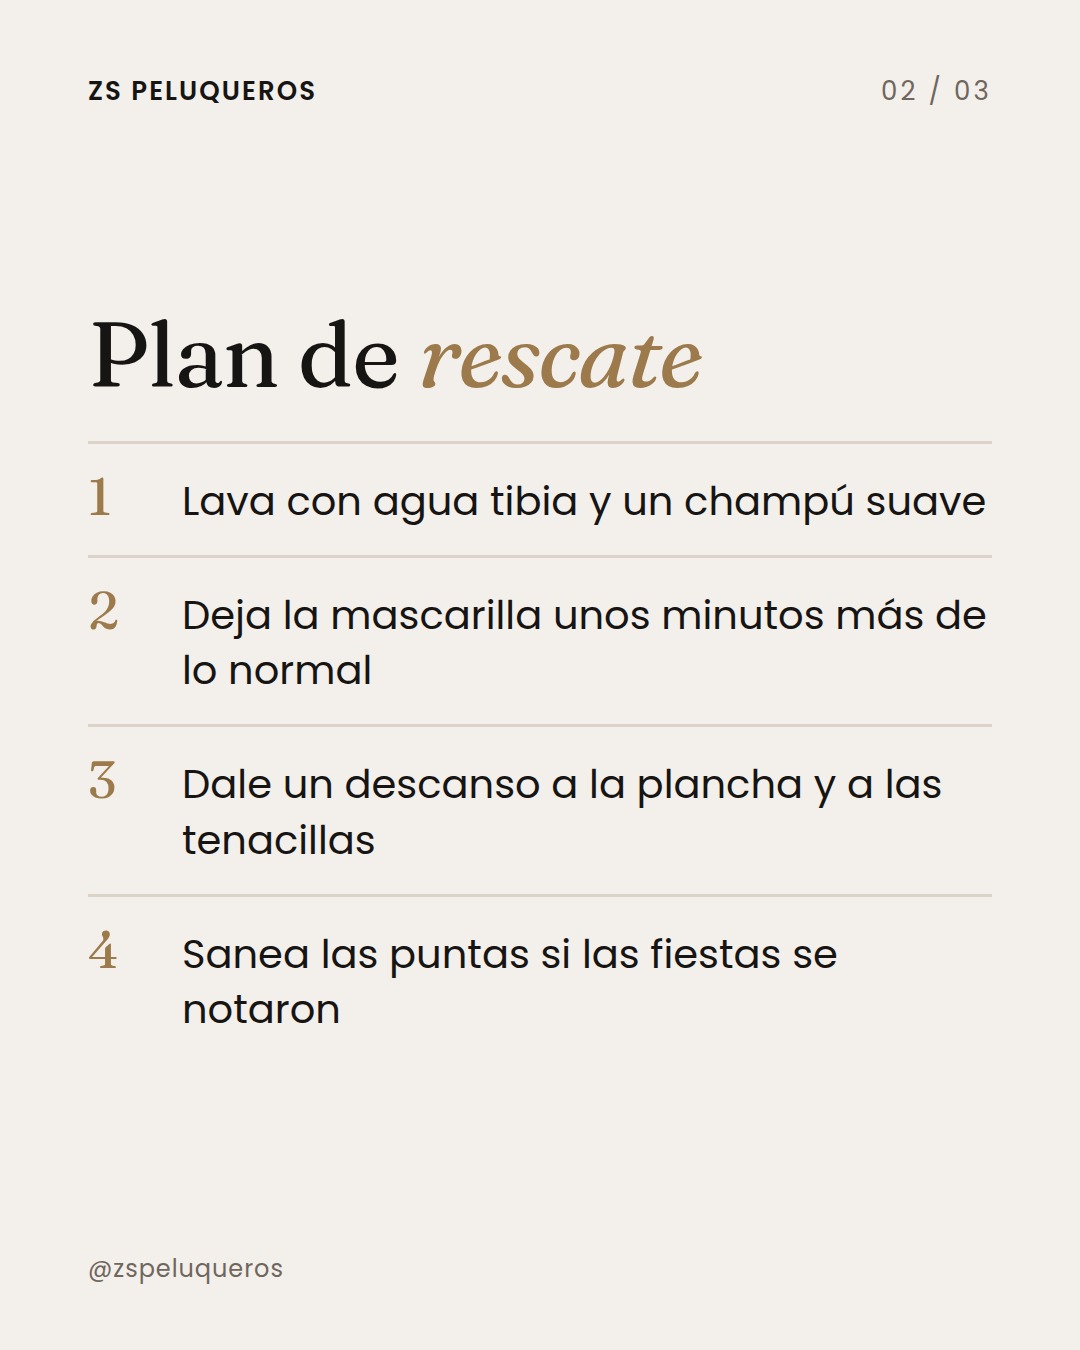 ZS PELUQUEROS
02 / 03
Plan de rescate
1 Lava con agua tibia y un champú suave
2 Deja la mascarilla unos minutos más de
lo normal
3 Dale un descanso a la plancha y a las
tenacillas
4 Sanea las puntas si las fiestas se
notaron
@zspeluqueros